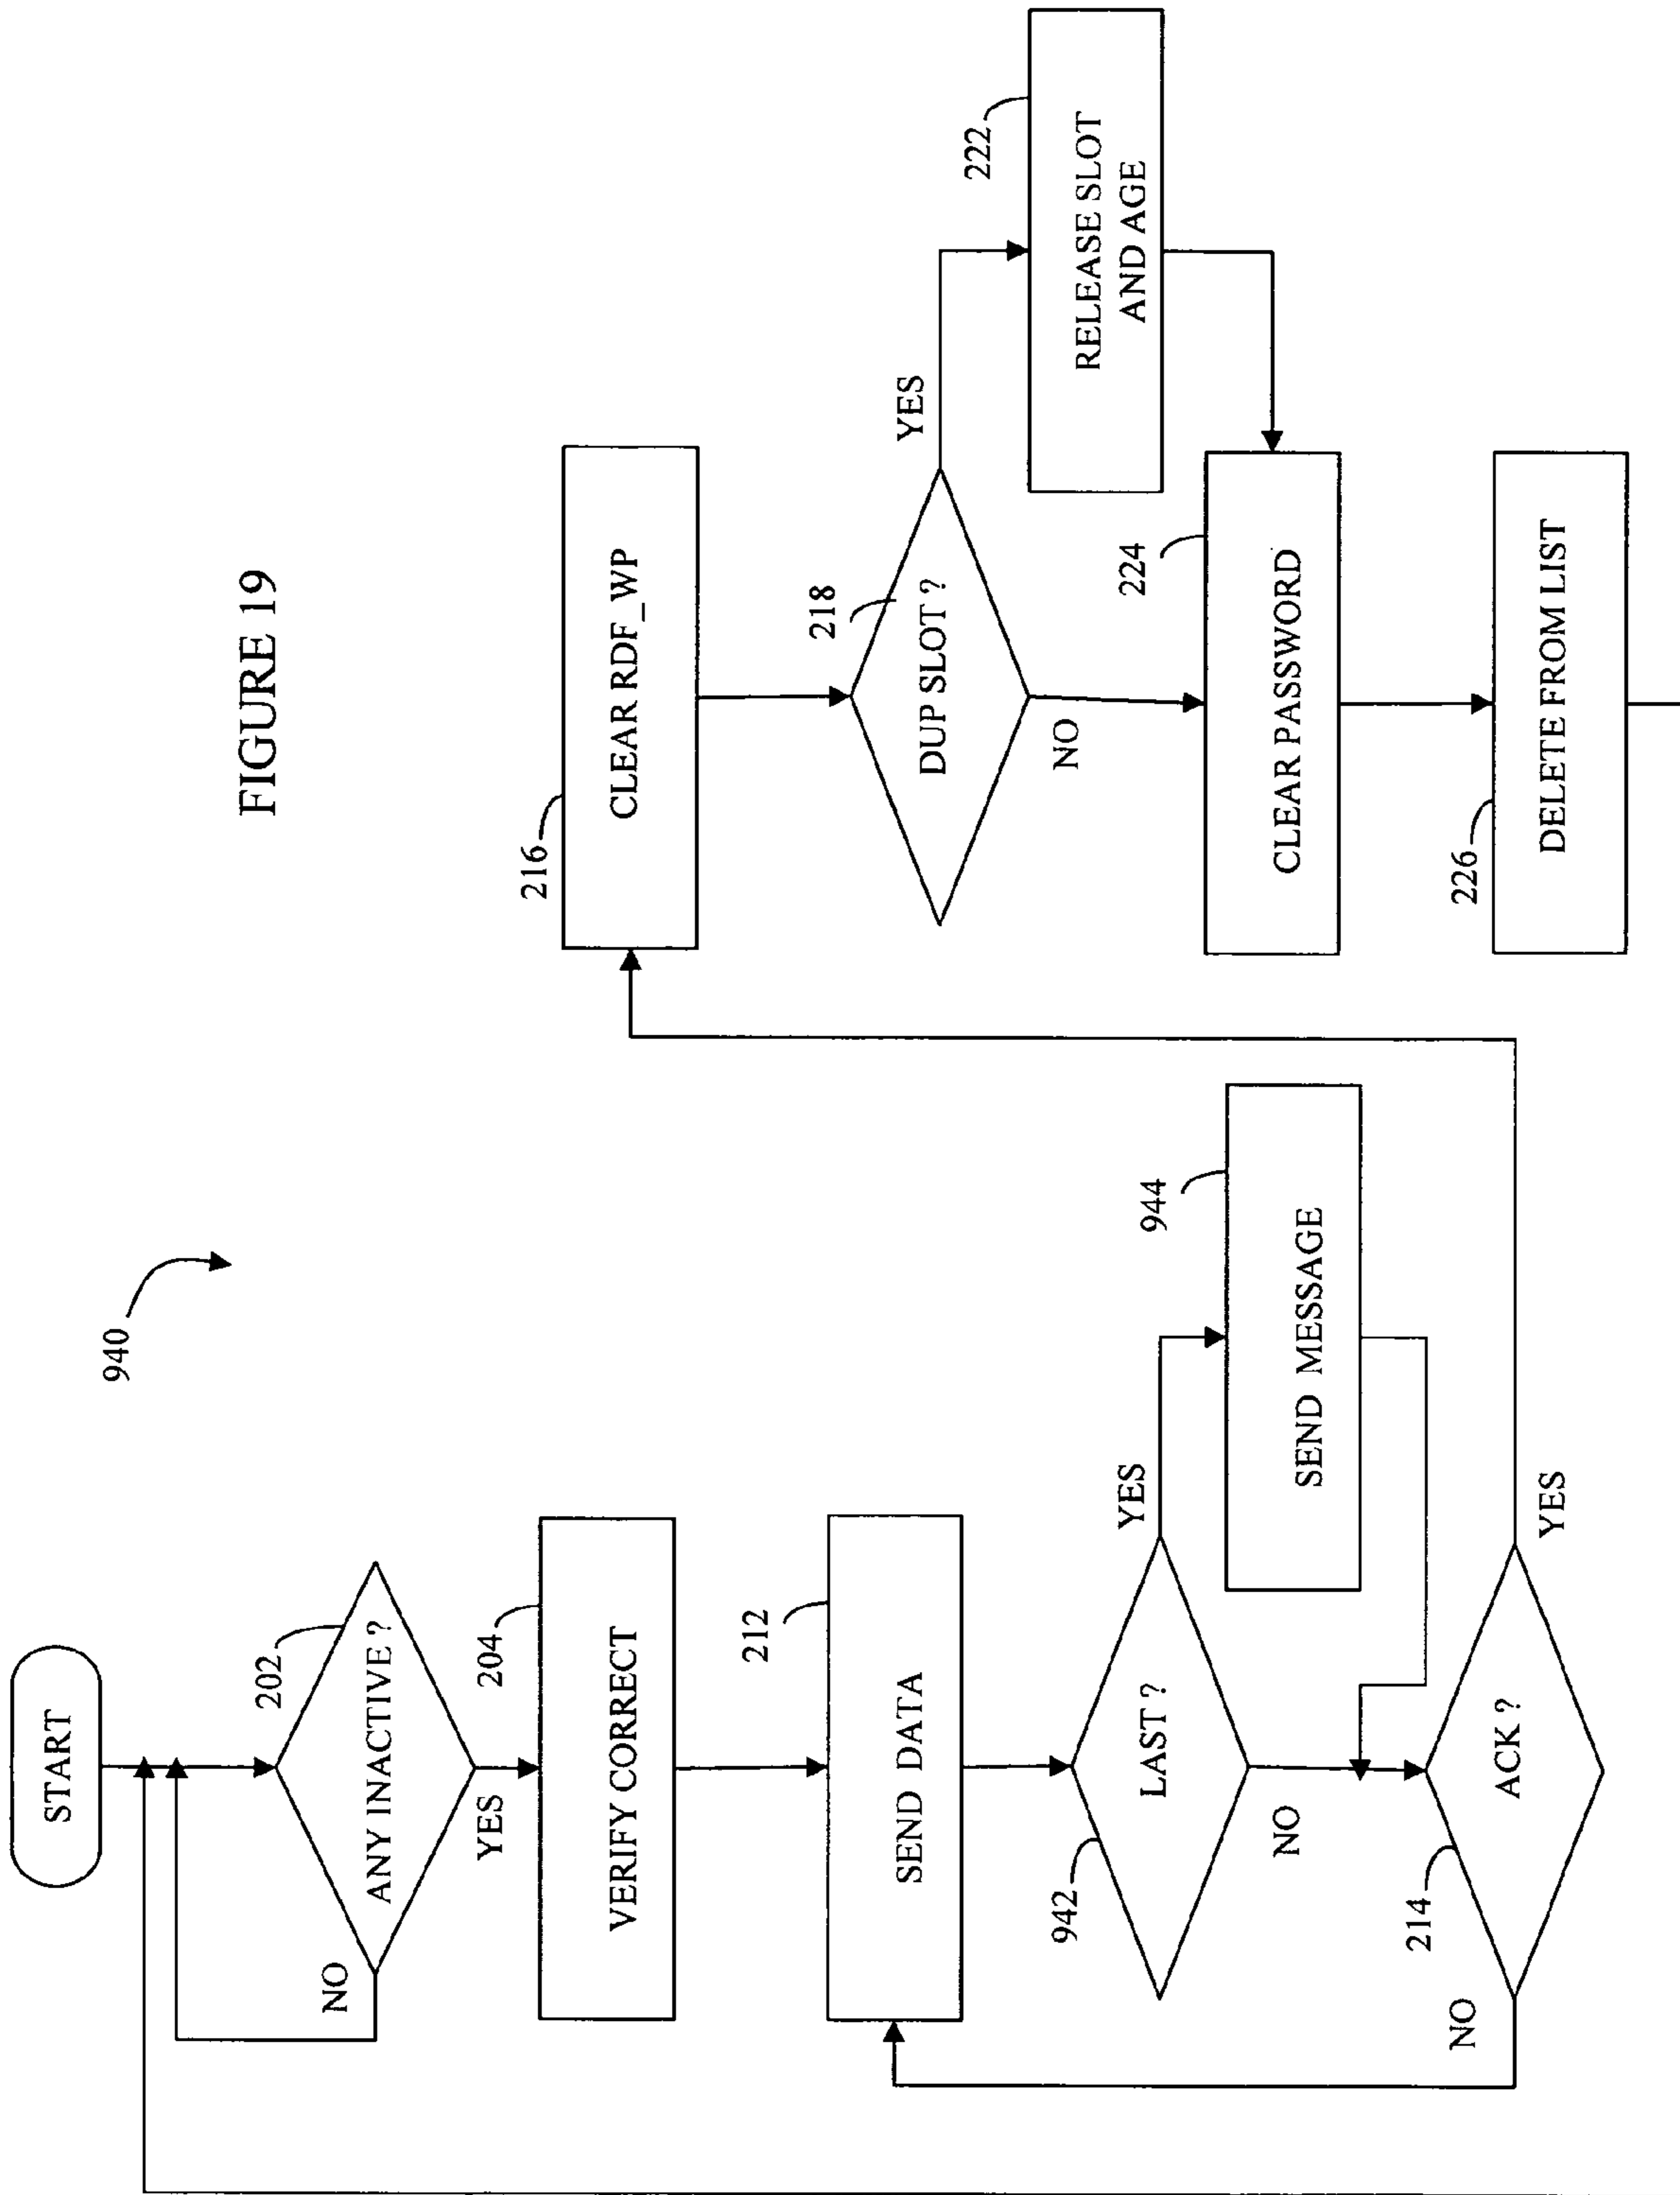 FIGURE 19
940
START
202
ANY INACTIVE ?
NO
YES
204
VERIFY CORRECT
212
SEND DATA
942
LAST ?
YES
NO
944
SEND MESSAGE
214
ACK ?
NO
YES
216
CLEAR RDF_WP
218
DUP SLOT ?
YES
NO
222
RELEASE SLOT
AND AGE
224
CLEAR PASSWORD
226
DELETE FROM LIST